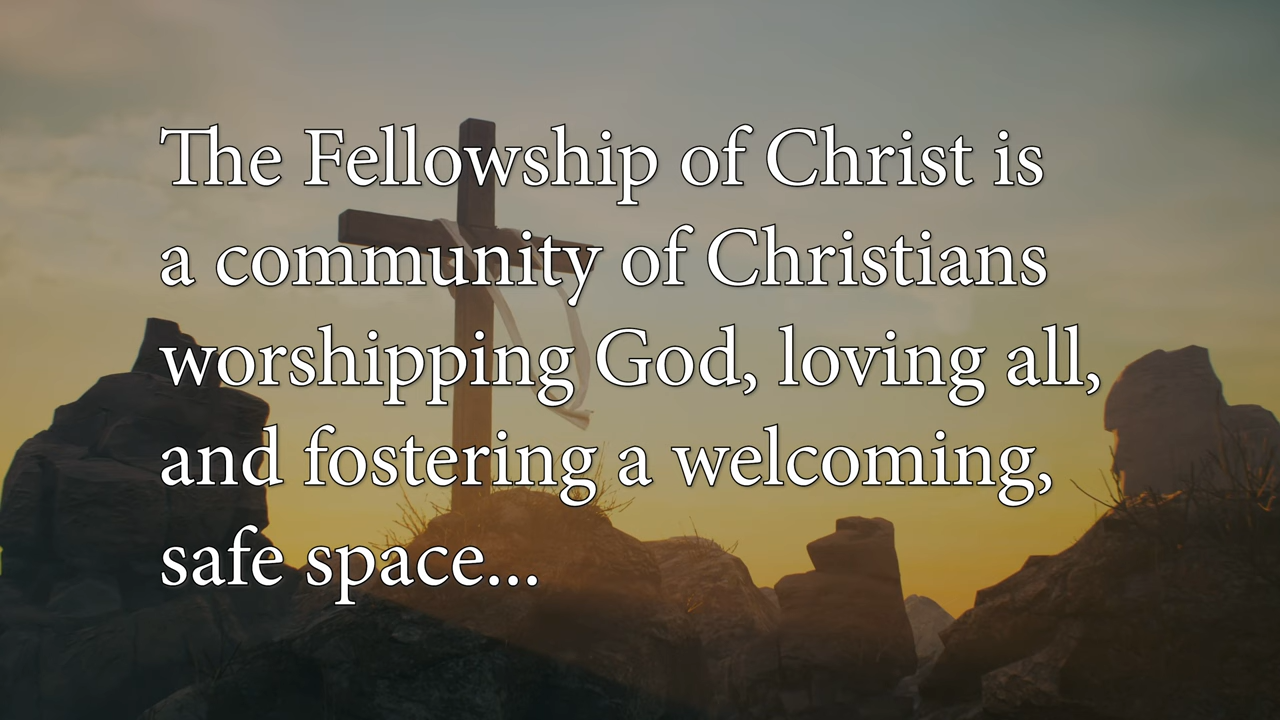 The Fellowship of Christ is
a community of Christians
worshipping God, loving all,
and fostering a welcoming,
safe space...